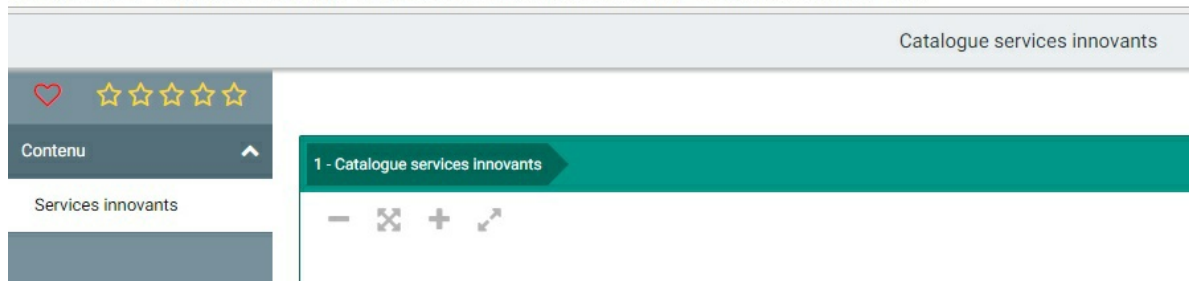 Catalogue services innovants
Contenu
1 - Catalogue services innovants
Services innovants